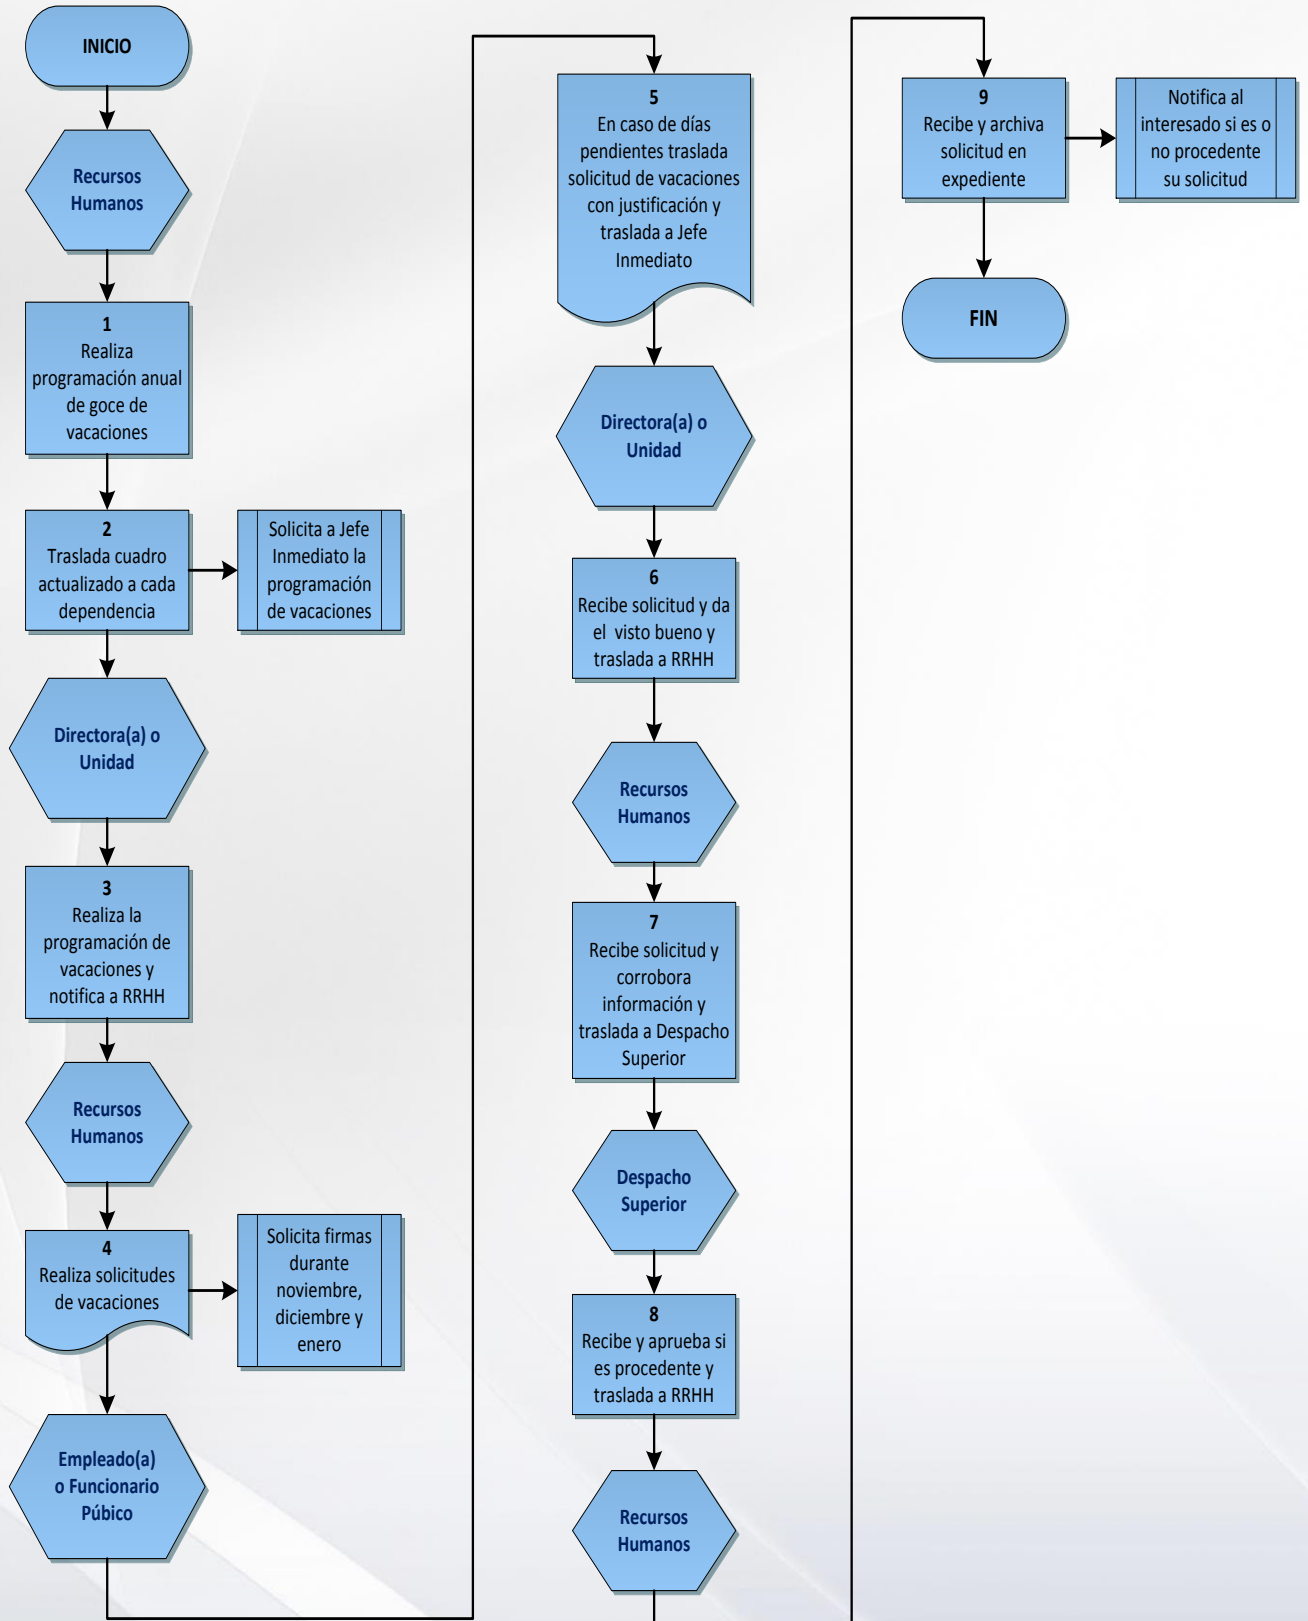 INICIO
Recursos
Humanos
1
Realiza
programación anual
de goce de
vacaciones
2
Traslada cuadro
actualizado a cada
dependencia
Solicita a Jefe
Inmediato la
programación
de vacaciones
Directora(a) o
Unidad
3
Realiza la
programación de
vacaciones y
notifica a RRHH
Recursos
Humanos
4
Realiza solicitudes
de vacaciones
Solicita firmas
durante
noviembre,
diciembre y
enero
Empleado(a)
o Funcionario
Púbico
5
En caso de días
pendientes traslada
solicitud de vacaciones
con justificación y
traslada a Jefe
Inmediato
Directora(a) o
Unidad
6
Recibe solicitud y da
el visto bueno y
traslada a RRHH
Recursos
Humanos
7
Recibe solicitud y
corrobora
información y
traslada a Despacho
Superior
Despacho
Superior
8
Recibe y aprueba si
es procedente y
traslada a RRHH
Recursos
Humanos
9
Recibe y archiva
solicitud en
expediente
Notifica al
interesado si es o
no procedente
su solicitud
FIN